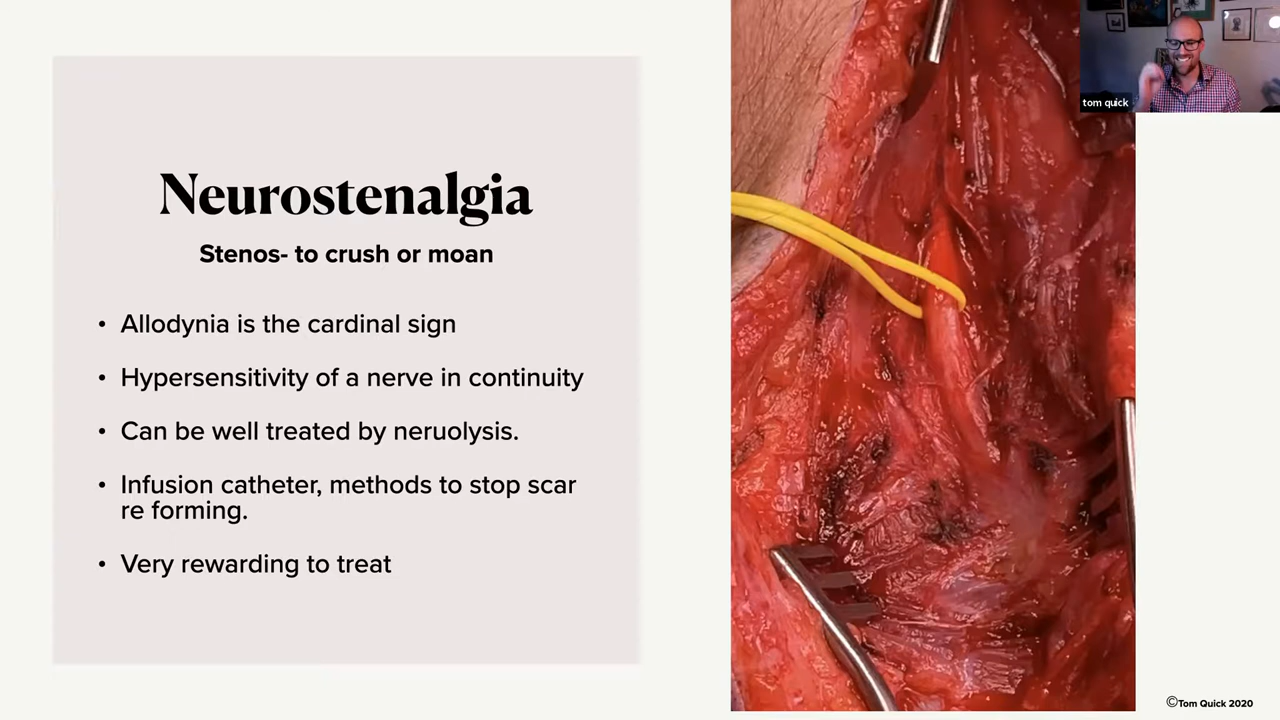 Neurostenalgia
Stenos- to crush or moan
• Allodynia is the cardinal sign
• Hypersensitivity of a nerve in continuity
• Can be well treated by neruolysis.
• Infusion catheter, methods to stop scar
re forming.
• Very rewarding to treat
tom quick
©Tom Quick 2020